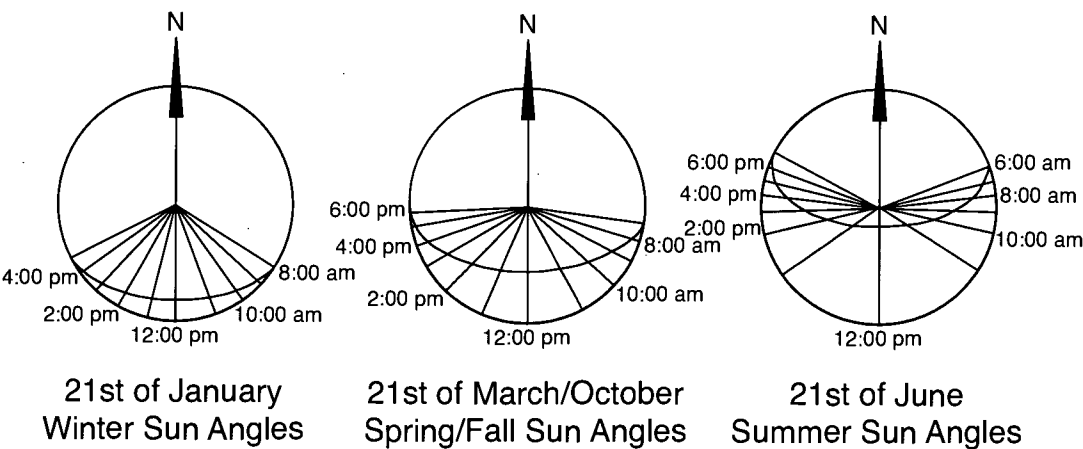 N
4:00 pm
2:00 pm
12:00 pm
10:00 am
8:00 am
21st of January
Winter Sun Angles
N
6:00 pm
4:00 pm
2:00 pm
12:00 pm
10:00 am
8:00 am
21st of March/October
Spring/Fall Sun Angles
N
6:00 pm
4:00 pm
2:00 pm
12:00 pm
10:00 am
8:00 am
6:00 am
21st of June
Summer Sun Angles